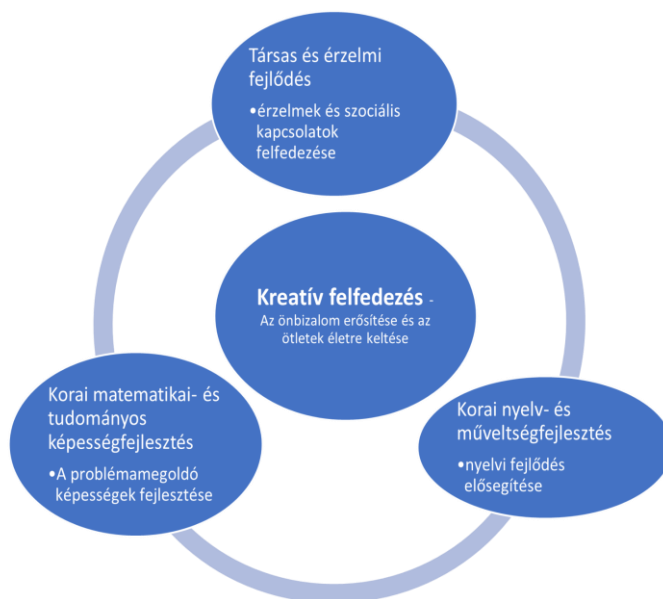 Társas és érzelmi
fejlődés
•érzelmek és szociális
kapcsolatok
felfedezése
Kreatív felfedezés -
Az önbizalom erősítése és az
ötletek életre keltése
Korai matematikai- és
tudományos
képességfejlesztés
•A problémamegoldó
képességek fejlesztése
Korai nyelv- és
műveltségfejlesztés
•nyelvi fejlődés
elősegítése